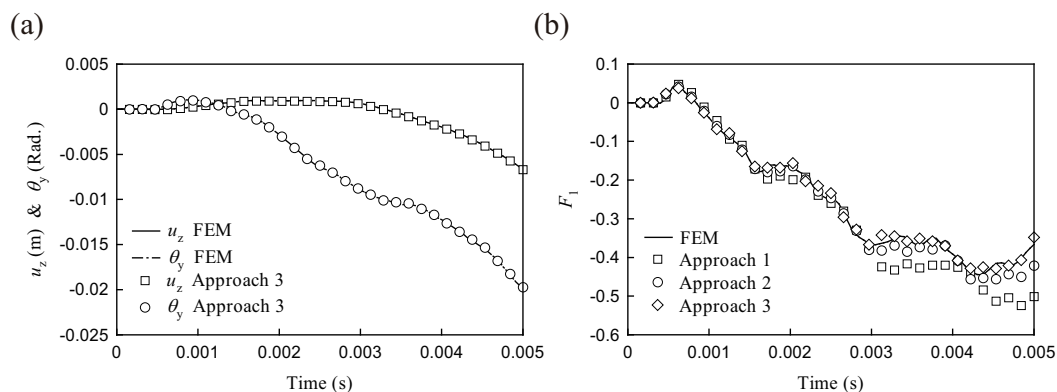 (a)
0.005
0
-0.005
-0.01
-0.015
-0.02
-0.025
u_z (m) & θ_y (Rad.)
u_z FEM
θ_y FEM
u_z Approach 3
θ_y Approach 3
0 0.001 0.002 0.003 0.004 0.005
Time (s)
(b)
0.1
0
-0.1
-0.2
-0.3
-0.4
-0.5
-0.6
F_1
FEM
Approach 1
Approach 2
Approach 3
0 0.001 0.002 0.003 0.004 0.005
Time (s)